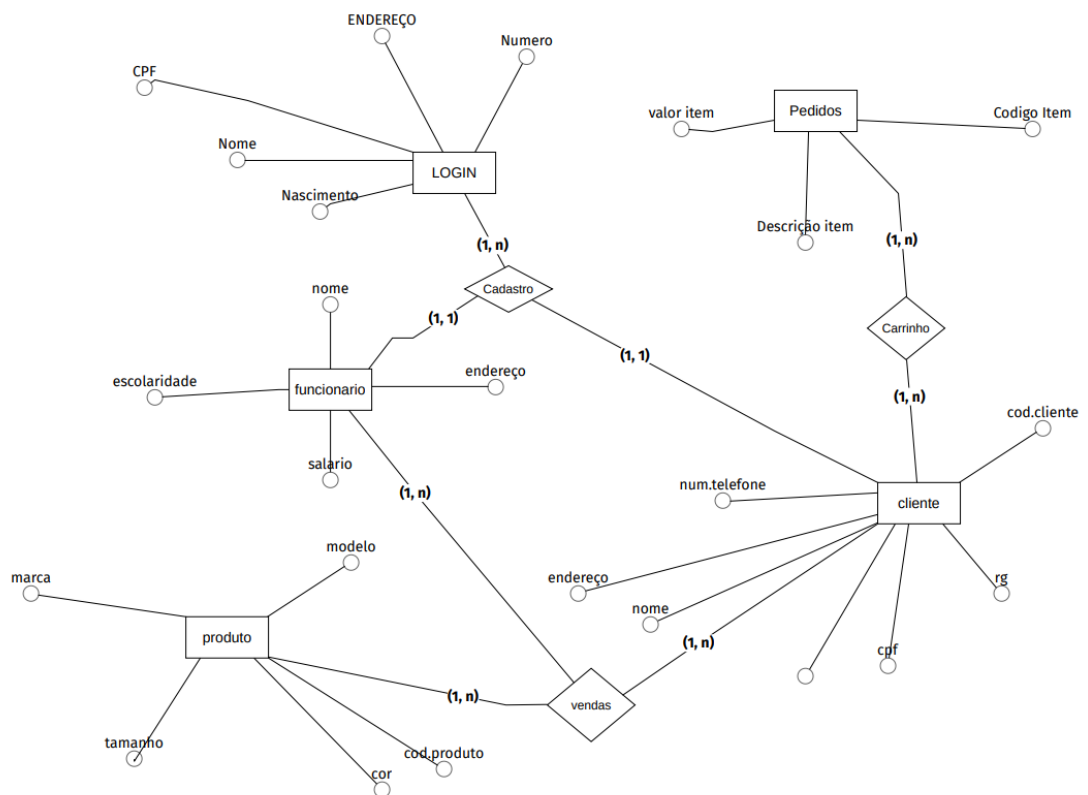 ENDEREÇO
Numero
CPF
Nome
LOGIN
Nascimento
(1, n)
Pedidos
valor item
Codigo Item
Descrição item
(1, n)
Cadastro
nome
(1, 1)
Carrinho
(1, 1)
endereço
escolaridade
funcionario
(1, n)
cod.cliente
salario
(1, n)
num.telefone
cliente
modelo
marca
endereço
rg
nome
produto
(1, n)
cpf
(1, n)
vendas
tamanho
cod.produto
cor